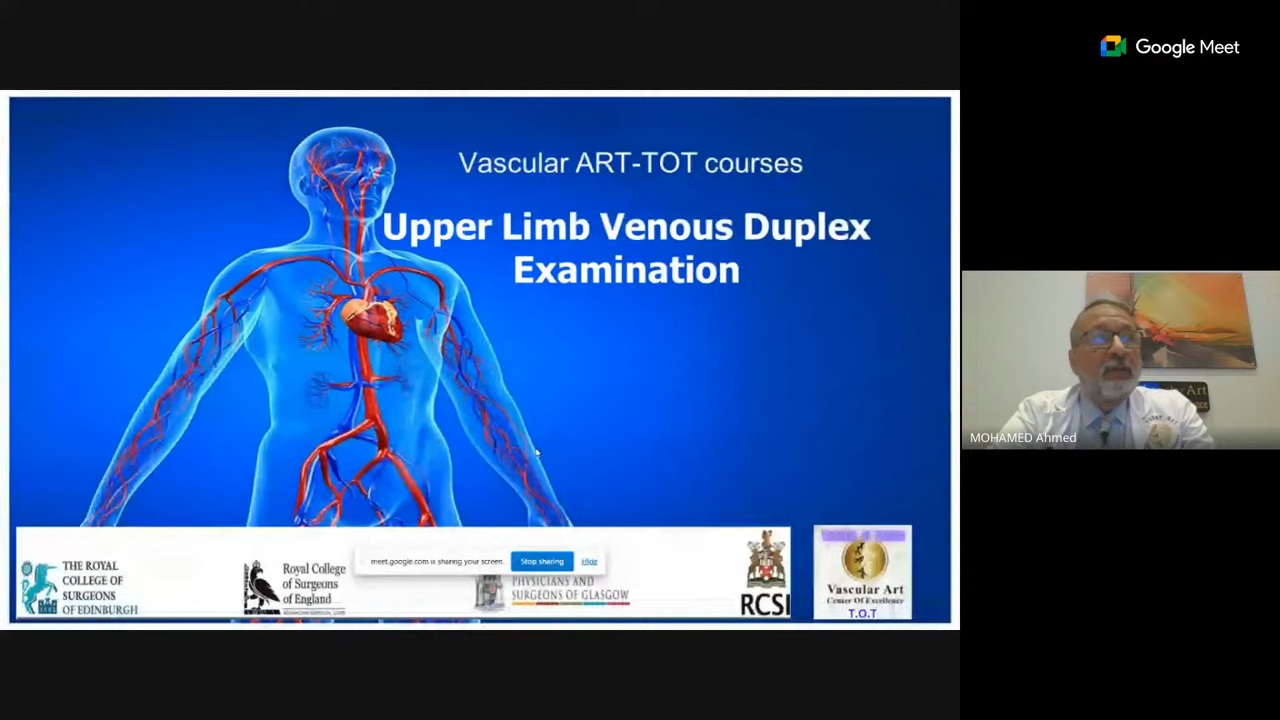 Google Meet
Vascular ART-TOT courses
Upper Limb Venous Duplex
Examination
MOHAMED Ahmed
THE ROYAL
COLLEGE OF
SURGEONS
OF EDINBURGH
Royal College
of Surgeons
of England
meet.google.com is sharing your screen.
Stop sharing
Hide
PHYSICIANS AND
SURGEONS OF GLASGOW
RCSI
Vascular Art
Center Of Excellence
T.O.T